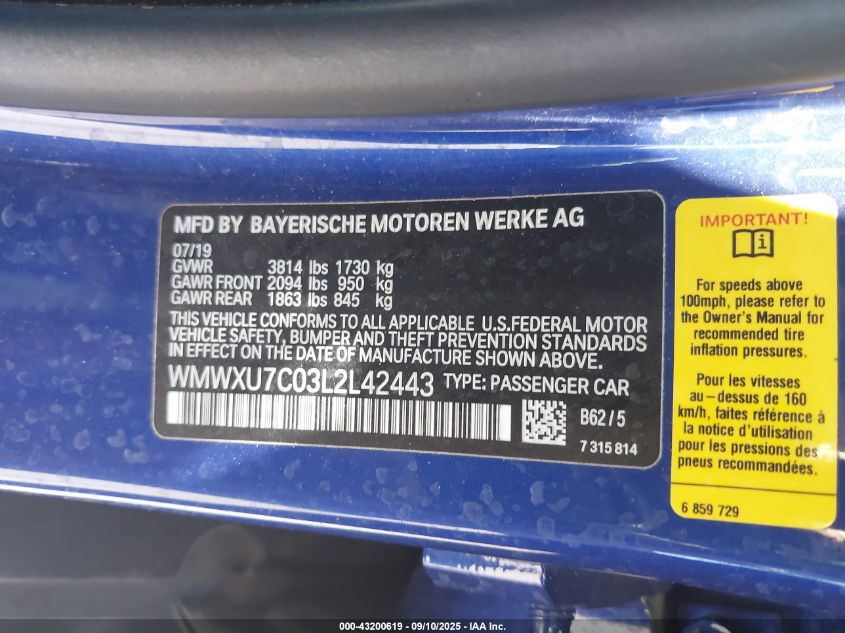 MFD BY BAYERISCHE MOTOREN WERKE AG
07/19
GVWR 3814 lbs 1730 kg
GAWR FRONT 2094 lbs 950 kg
GAWR REAR 1863 lbs 845 kg
THIS VEHICLE CONFORMS TO ALL APPLICABLE U.S.FEDERAL MOTOR
VEHICLE SAFETY, BUMPER AND THEFT PREVENTION STANDARDS
IN EFFECT ON THE DATE OF MANUFACTURE SHOWN ABOVE.
WMWXU7C03L2L42443 TYPE: PASSENGER CAR
B62/5
7 315 814
IMPORTANT!
For speeds above
100mph, please refer to
the Owner's Manual for
recommended tire
inflation pressures.
Pour les vitesses
au-dessus de 160
km/h, faites référence à
la notice d'utilisation
pour les pressions des
pneus recommandées.
6 859 729
000-43200619 - 09/10/2025 - IAA Inc.